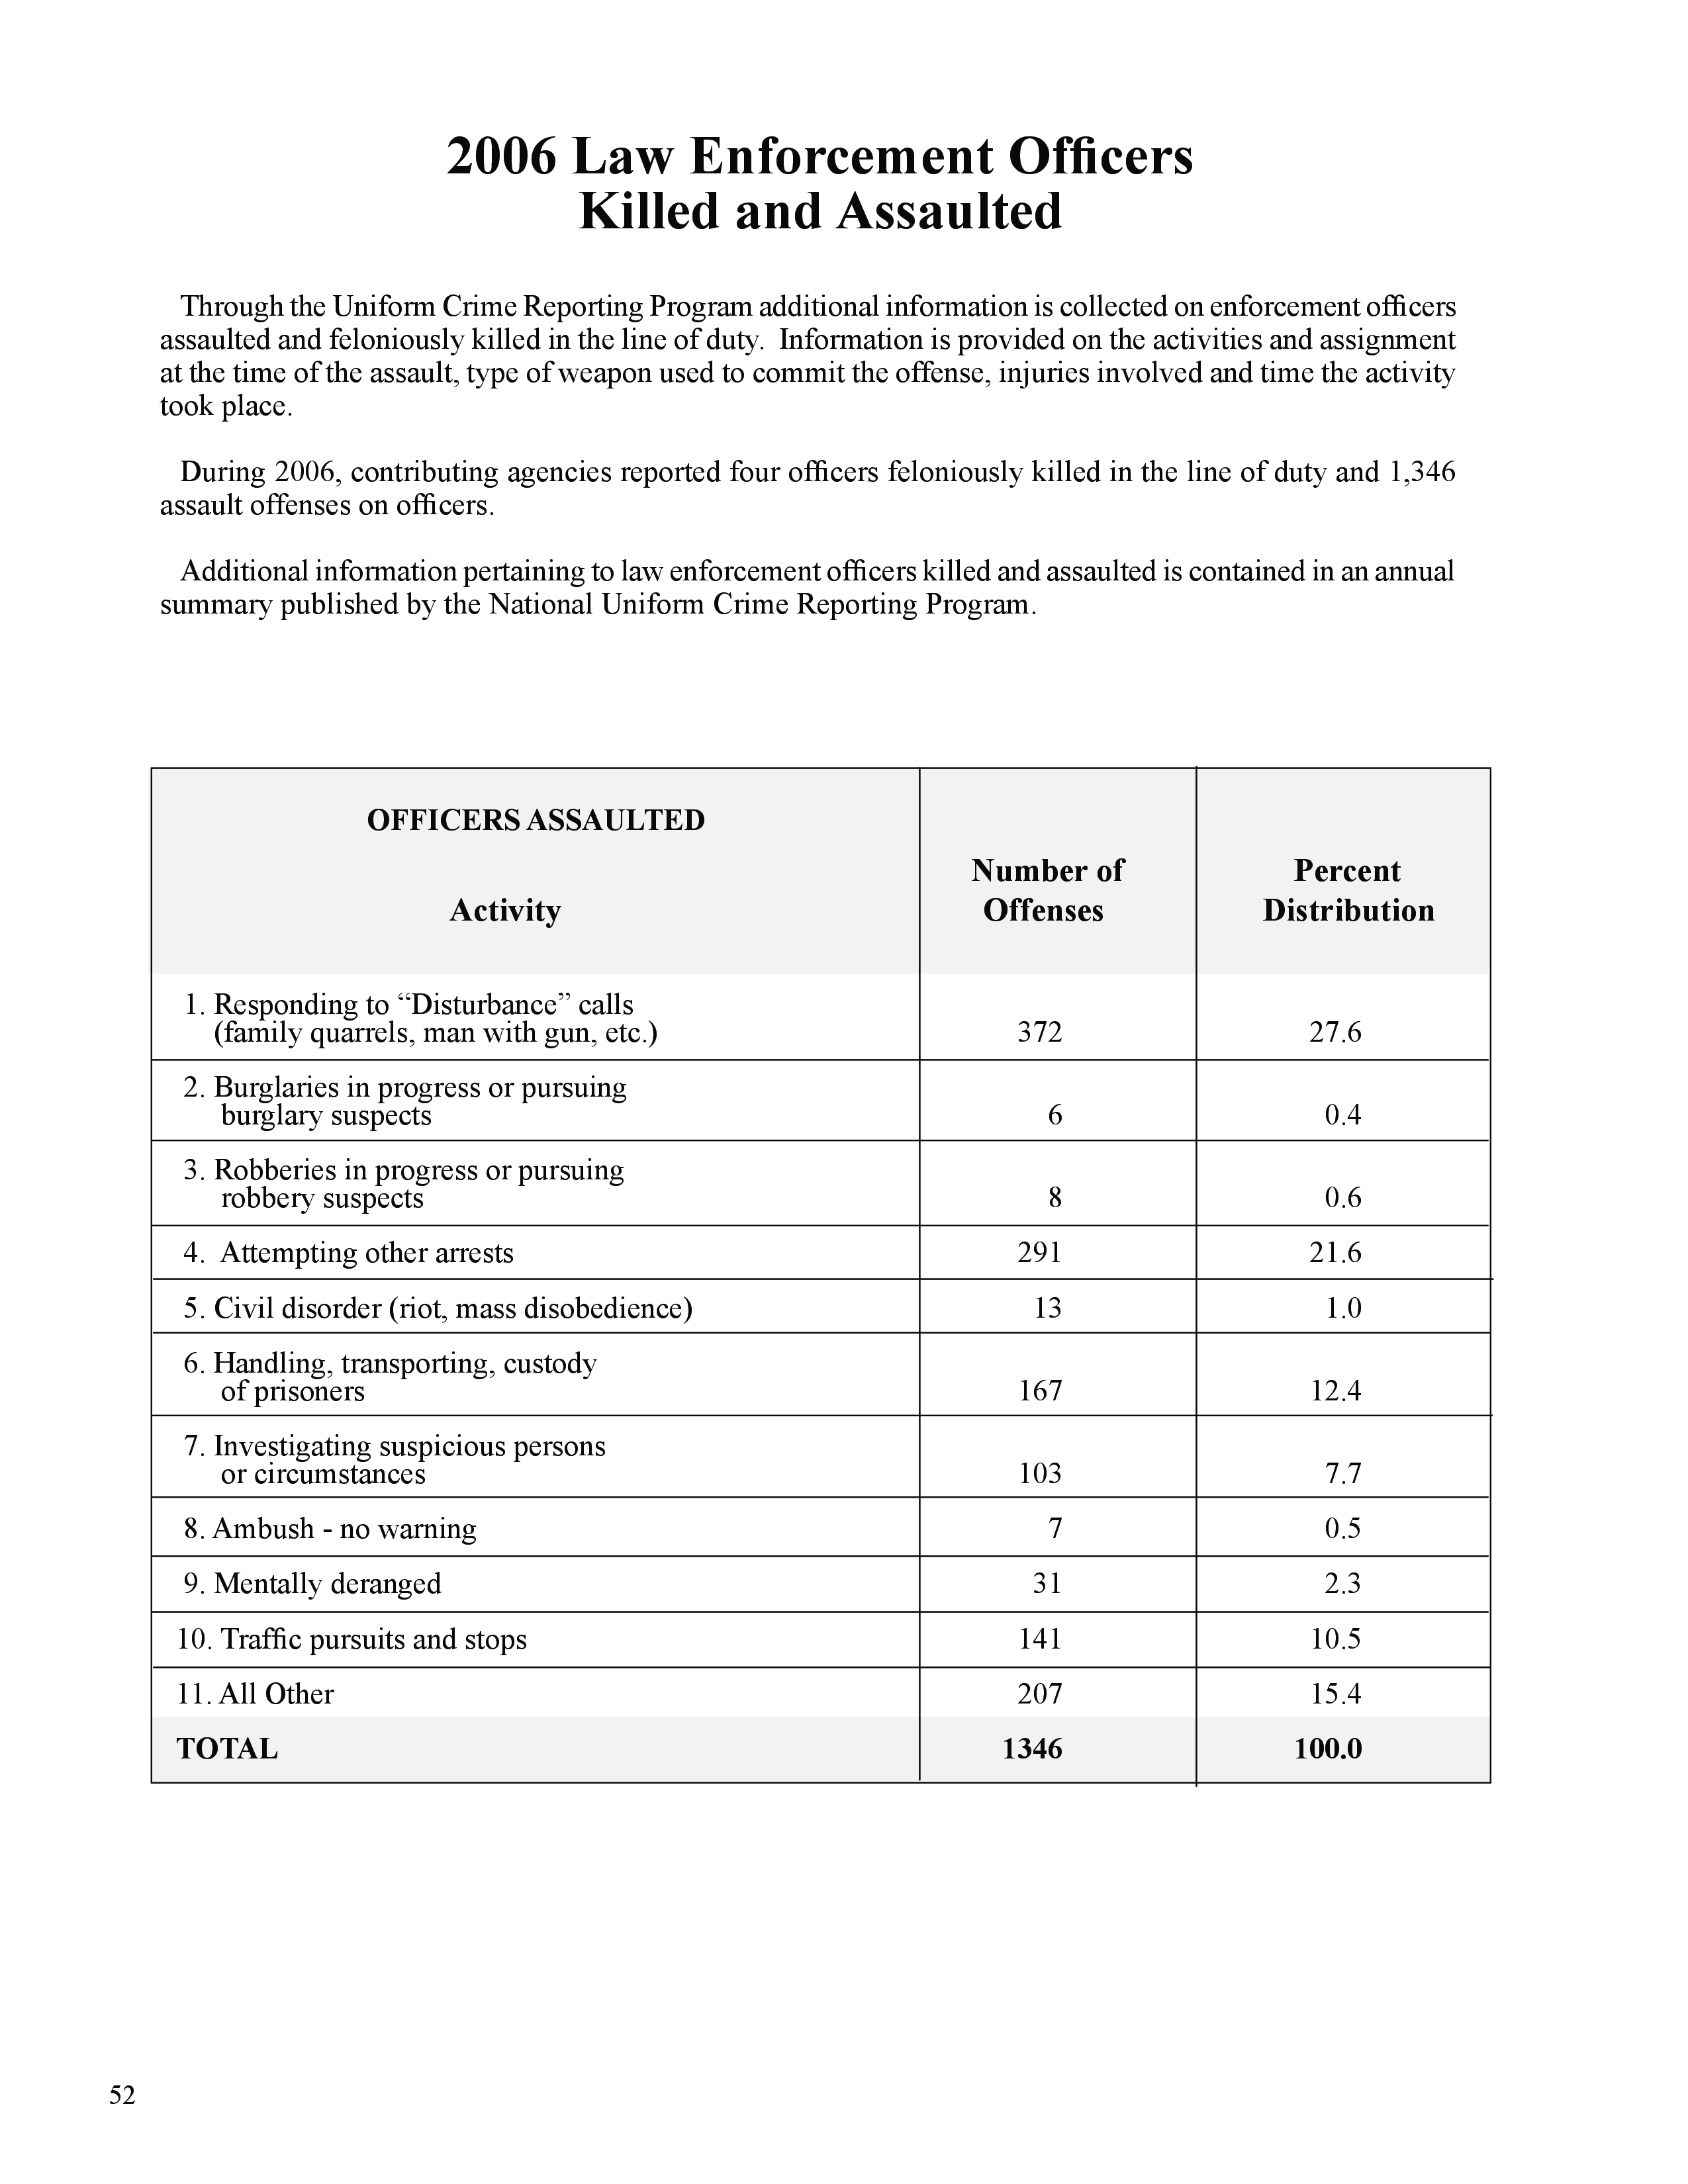 2006 Law Enforcement Officers
Killed and Assaulted
Through the Uniform Crime Reporting Program additional information is collected on enforcement officers
assaulted and feloniously killed in the line of duty.  Information is provided on the activities and assignment
at the time of the assault, type of weapon used to commit the offense, injuries involved and time the activity
took place.
During 2006, contributing agencies reported four officers feloniously killed in the line of duty and 1,346
assault offenses on officers.
Additional information pertaining to law enforcement officers killed and assaulted is contained in an annual
summary published by the National Uniform Crime Reporting Program.
OFFICERS ASSAULTED
Number of Percent
Activity Offenses Distribution
1. Responding to “Disturbance” calls
(family quarrels, man with gun, etc.) 372 27.6
2. Burglaries in progress or pursuing
burglary suspects 6 0.4
3. Robberies in progress or pursuing
robbery suspects 8 0.6
4. Attempting other arrests 291 21.6
5. Civil disorder (riot, mass disobedience) 13 1.0
6. Handling, transporting, custody
of prisoners 167 12.4
7. Investigating suspicious persons
or circumstances 103 7.7
8. Ambush - no warning 7 0.5
9. Mentally deranged 31 2.3
10. Traffic pursuits and stops 141 10.5
11. All Other 207 15.4
TOTAL 1346 100.0
52